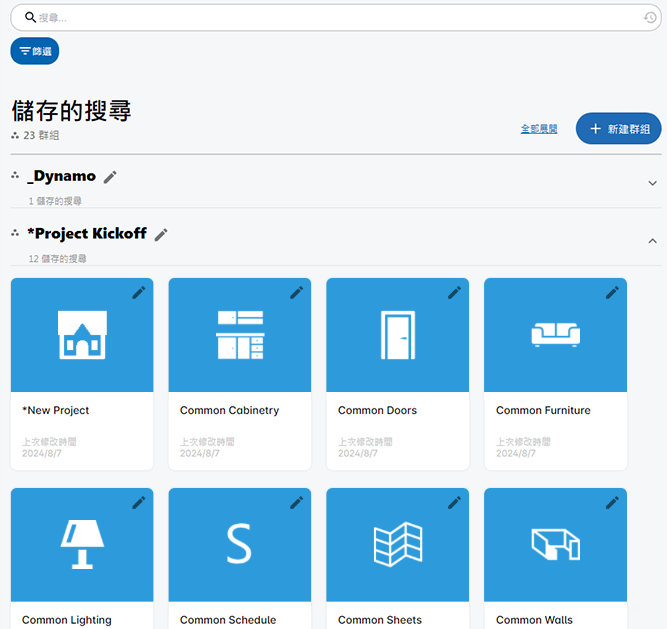 搜尋...
篩選
儲存的搜尋
23 群組
全部展開
+ 新建群組
_Dynamo
1 儲存的搜尋
*Project Kickoff
12 儲存的搜尋
*New Project
上次修改時間
2024/8/7
Common Cabinetry
上次修改時間
2024/8/7
Common Doors
上次修改時間
2024/8/7
Common Furniture
上次修改時間
2024/8/7
S
Common Lighting
Common Schedule
Common Sheets
Common Walls